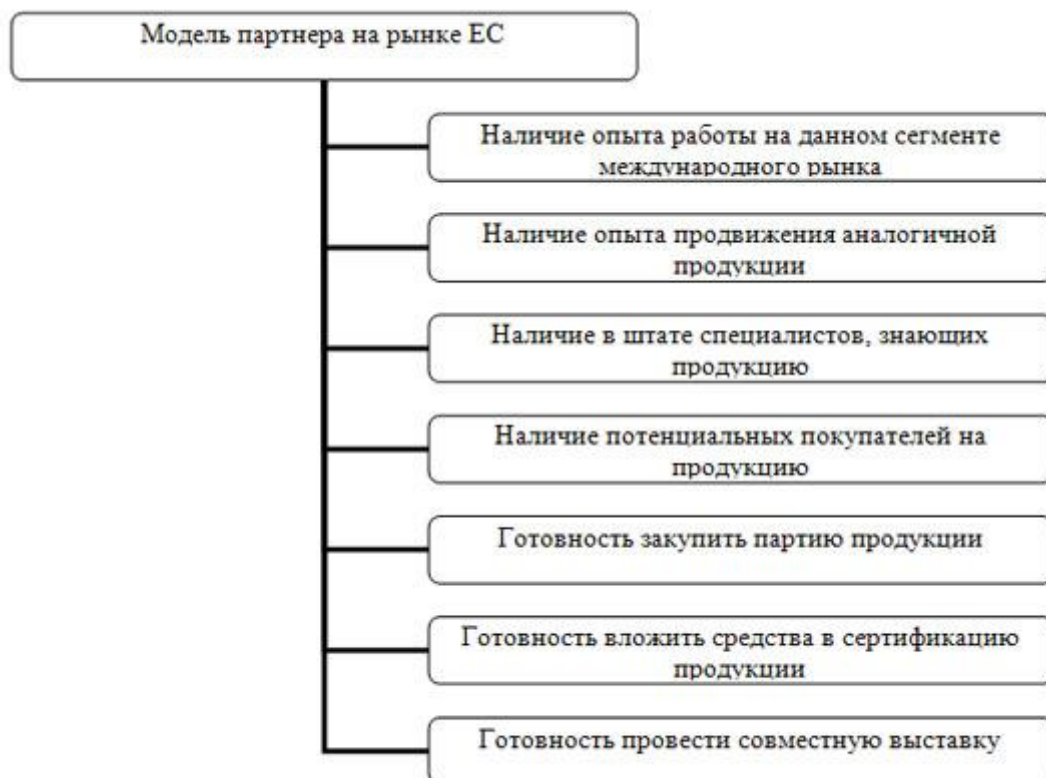 Модель партнера на рынке ЕС
Наличие опыта работы на данном сегменте
международного рынка
Наличие опыта продвижения аналогичной
продукции
Наличие в штате специалистов, знающих
продукцию
Наличие потенциальных покупателей на
продукцию
Готовность закупить партию продукции
Готовность вложить средства в сертификацию
продукции
Готовность провести совместную выставку